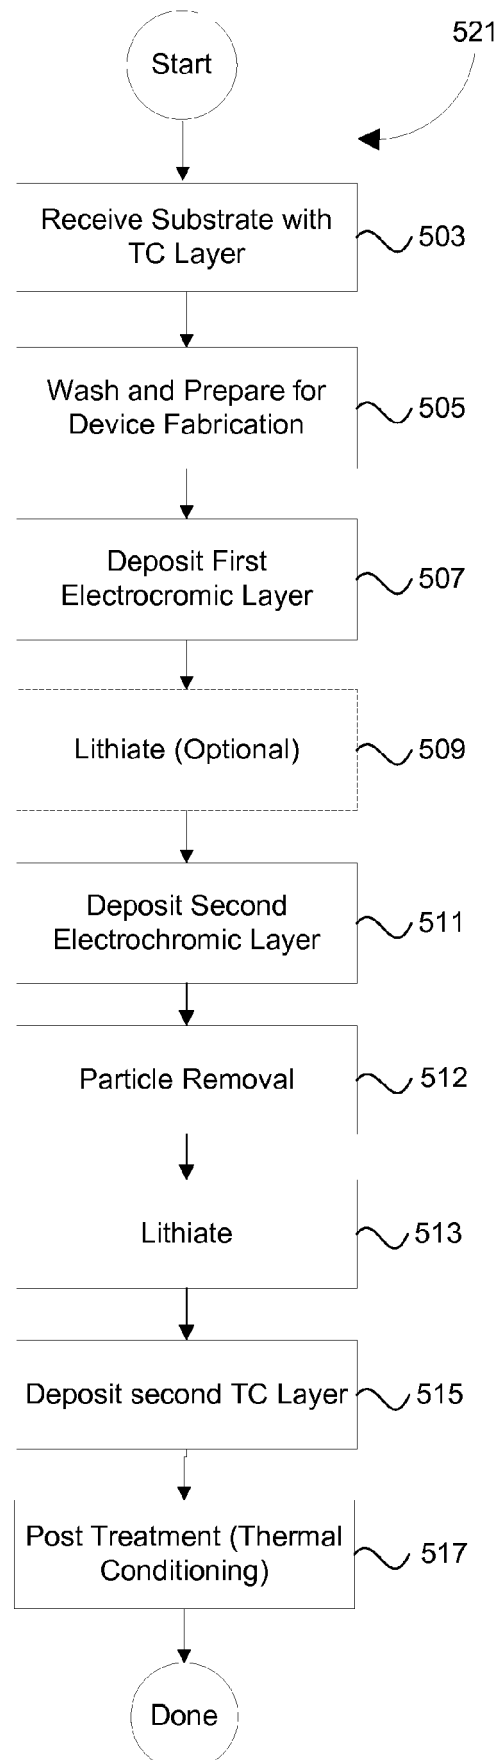 521
Start
Receive Substrate with
TC Layer
503
Wash and Prepare for
Device Fabrication
505
Deposit First
Electrocromic Layer
507
Lithiate (Optional)
509
Deposit Second
Electrochromic Layer
511
Particle Removal
512
Lithiate
513
Deposit second TC Layer
515
Post Treatment (Thermal
Conditioning)
517
Done